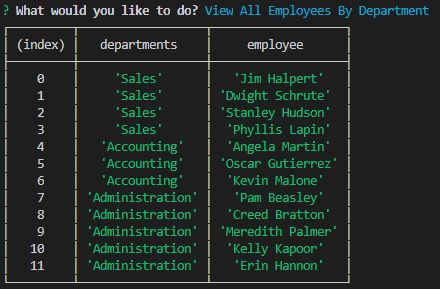 ? What would you like to do? View All Employees By Department
(index) departments employee
0 'Sales' 'Jim Halpert'
1 'Sales' 'Dwight Schrute'
2 'Sales' 'Stanley Hudson'
3 'Sales' 'Phyllis Lapin'
4 'Accounting' 'Angela Martin'
5 'Accounting' 'Oscar Gutierrez'
6 'Accounting' 'Kevin Malone'
7 'Administration' 'Pam Beasley'
8 'Administration' 'Creed Bratton'
9 'Administration' 'Meredith Palmer'
10 'Administration' 'Kelly Kapoor'
11 'Administration' 'Erin Hannon'